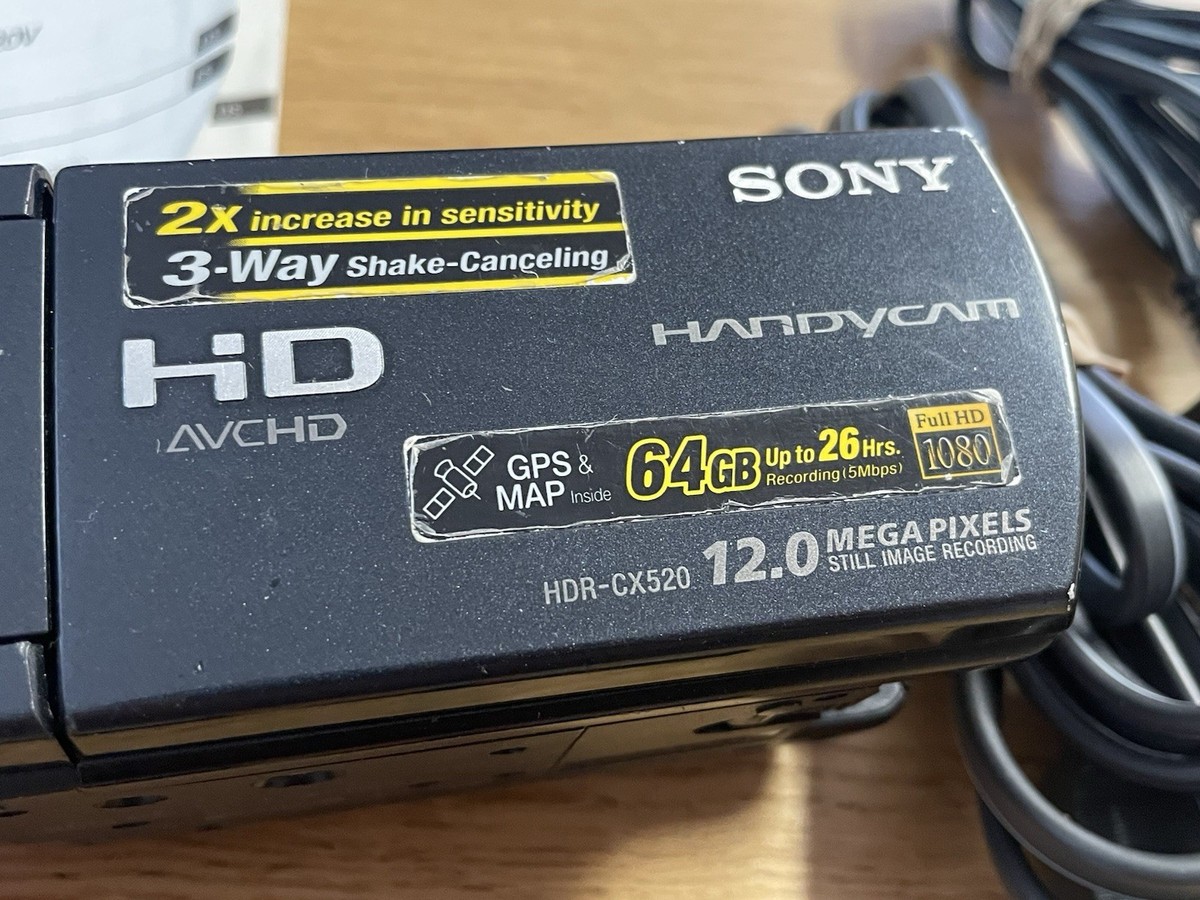 SONY
2X increase in sensitivity
3-Way Shake-Canceling
HANDYCAM
HD
AVCHD
GPS &
MAP Inside
64GB
Up to 26 Hrs.
Recording (5Mbps)
Full HD
1080
HDR-CX520
12.0 MEGA PIXELS
STILL IMAGE RECORDING